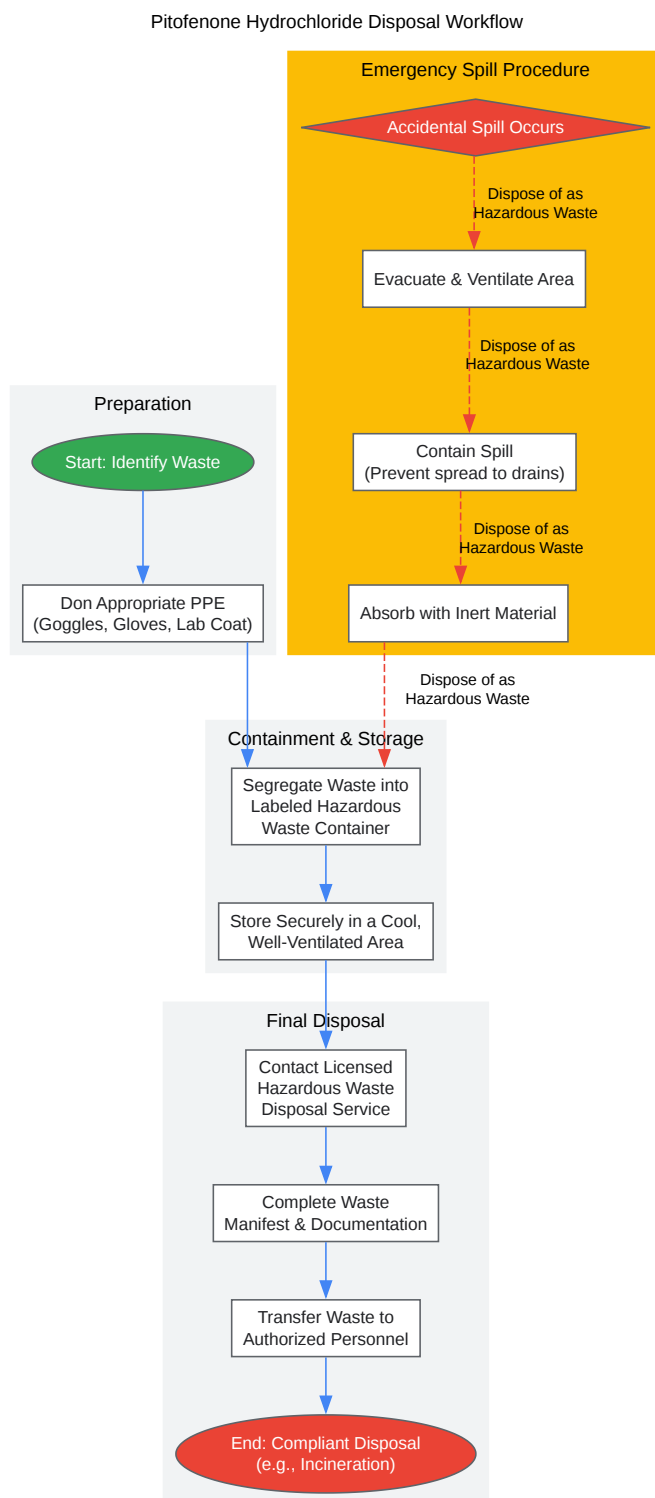 Pitofenone Hydrochloride Disposal Workflow
Emergency Spill Procedure
Accidental Spill Occurs
Dispose of as
Hazardous Waste
Evacuate & Ventilate Area
Dispose of as
Hazardous Waste
Contain Spill
(Prevent spread to drains)
Dispose of as
Hazardous Waste
Absorb with Inert Material
Dispose of as
Hazardous Waste
Preparation
Start: Identify Waste
Don Appropriate PPE
(Goggles, Gloves, Lab Coat)
Containment & Storage
Segregate Waste into
Labeled Hazardous
Waste Container
Store Securely in a Cool,
Well-Ventilated Area
Final Disposal
Contact Licensed
Hazardous Waste
Disposal Service
Complete Waste
Manifest & Documentation
Transfer Waste to
Authorized Personnel
End: Compliant Disposal
(e.g., Incineration)